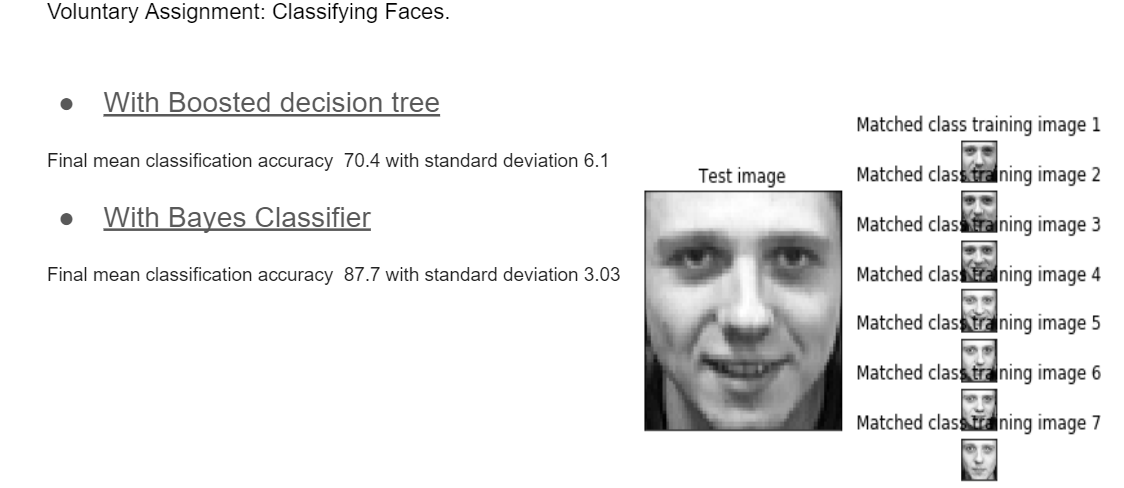 Voluntary Assignment: Classifying Faces.
● With Boosted decision tree
Final mean classification accuracy 70.4 with standard deviation 6.1
● With Bayes Classifier
Final mean classification accuracy 87.7 with standard deviation 3.03
Test image
Matched class training image 1
Matched class training image 2
Matched class training image 3
Matched class training image 4
Matched class training image 5
Matched class training image 6
Matched class training image 7